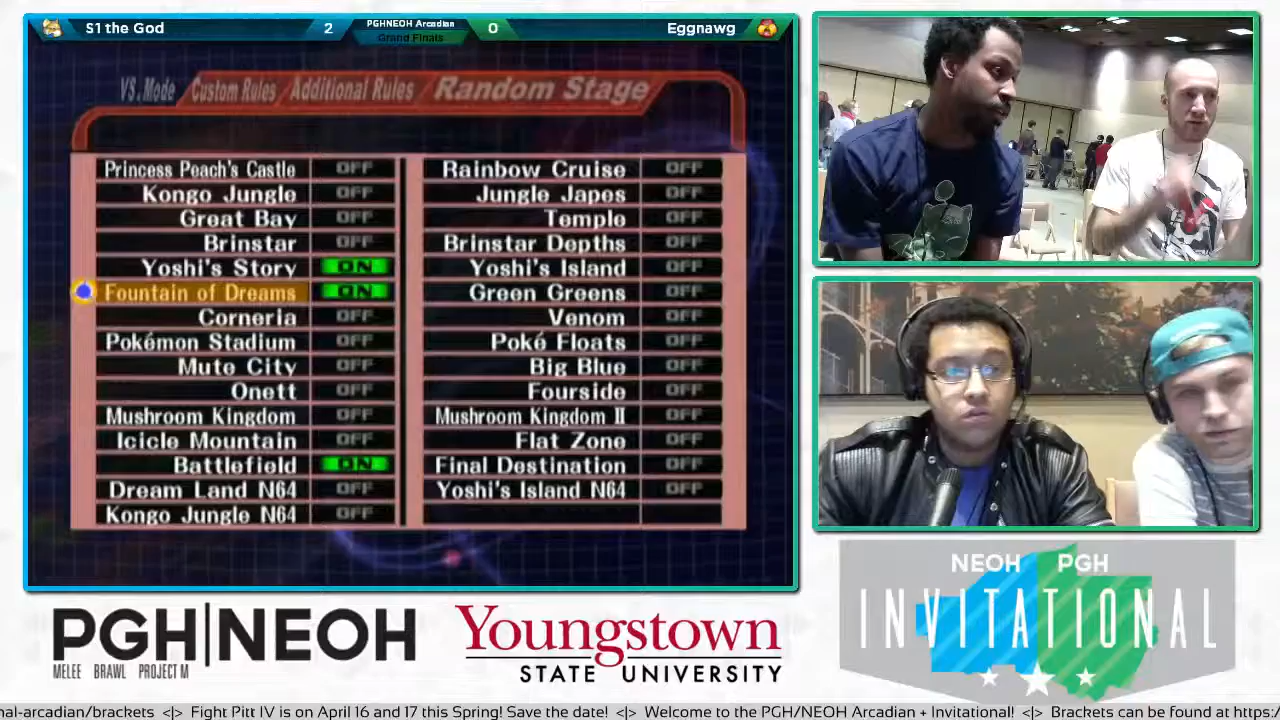 S1 the God 2 PGHNEOH Arcadian 0 Eggnawg
Grand Finals
VS. Mode Custom Rules Additional Rules Random Stage
Princess Peach's Castle OFF Rainbow Cruise OFF
Kongo Jungle OFF Jungle Japes OFF
Great Bay OFF Temple OFF
Brinstar OFF Brinstar Depths OFF
Yoshi's Story ON Yoshi's Island OFF
Fountain of Dreams ON Green Greens OFF
Corneria OFF Venom OFF
Pokémon Stadium OFF Poké Floats OFF
Mute City OFF Big Blue OFF
Onett OFF Fourside OFF
Mushroom Kingdom OFF Mushroom Kingdom II OFF
Icicle Mountain OFF Flat Zone OFF
Battlefield ON Final Destination OFF
Dream Land N64 OFF Yoshi's Island N64 OFF
Kongo Jungle N64 OFF
PGH|NEOH
MELEE BRAWL PROJECT M
Youngstown
STATE UNIVERSITY
NEOH PGH
INVITATIONAL
nal-arcadian/brackets <|> Fight Pitt IV is on April 16 and 17 this Spring! Save the date! <|> Welcome to the PGH/NEOH Arcadian + Invitational! <|> Brackets can be found at https:/